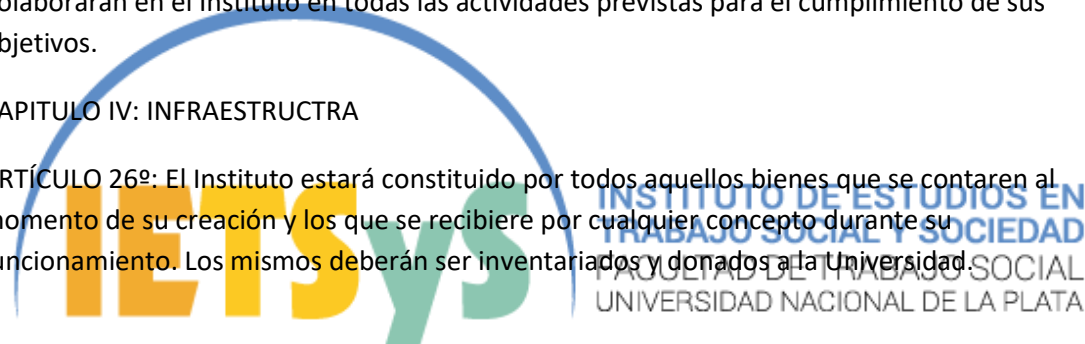 olaborarán en el Instituto en todas las actividades previstas para el cumplimiento de sus
bjetivos.
APITULO IV: INFRAESTRUCTRA
RTÍCULO 26º: El Instituto estará constituido por todos aquellos bienes que se contaren al
momento de su creación y los que se recibiere por cualquier concepto durante su
uncionamiento. Los mismos deberán ser inventariados y donados a la Universidad.
IETSyS
INSTITUTO DE ESTUDIOS EN
TRABAJO SOCIAL Y SOCIEDAD
FACULTAD DE TRABAJO SOCIAL
UNIVERSIDAD NACIONAL DE LA PLATA